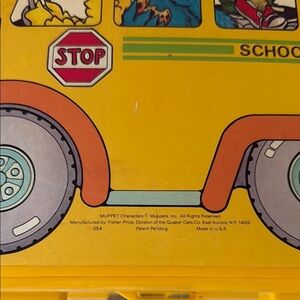 STOP
SCHOO
MUPPET Characters © Muppets, Inc. All Rights Reserved
Manufactured by: Fisher-Price, Division of the Quaker Oats Co. East Aurora, N.Y. 14052
054 Patent Pending Made in U.S.A.